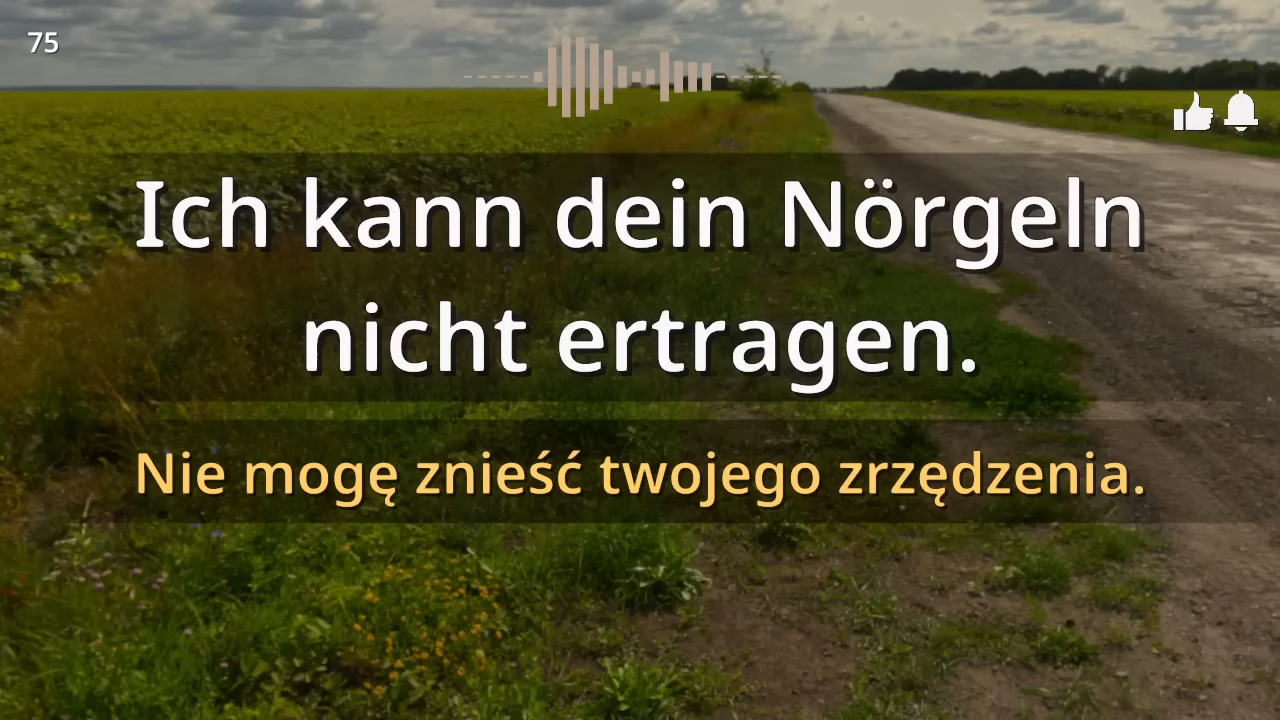 75
Ich kann dein Nörgeln
nicht ertragen.
Nie mogę znieść twojego zrzędzenia.